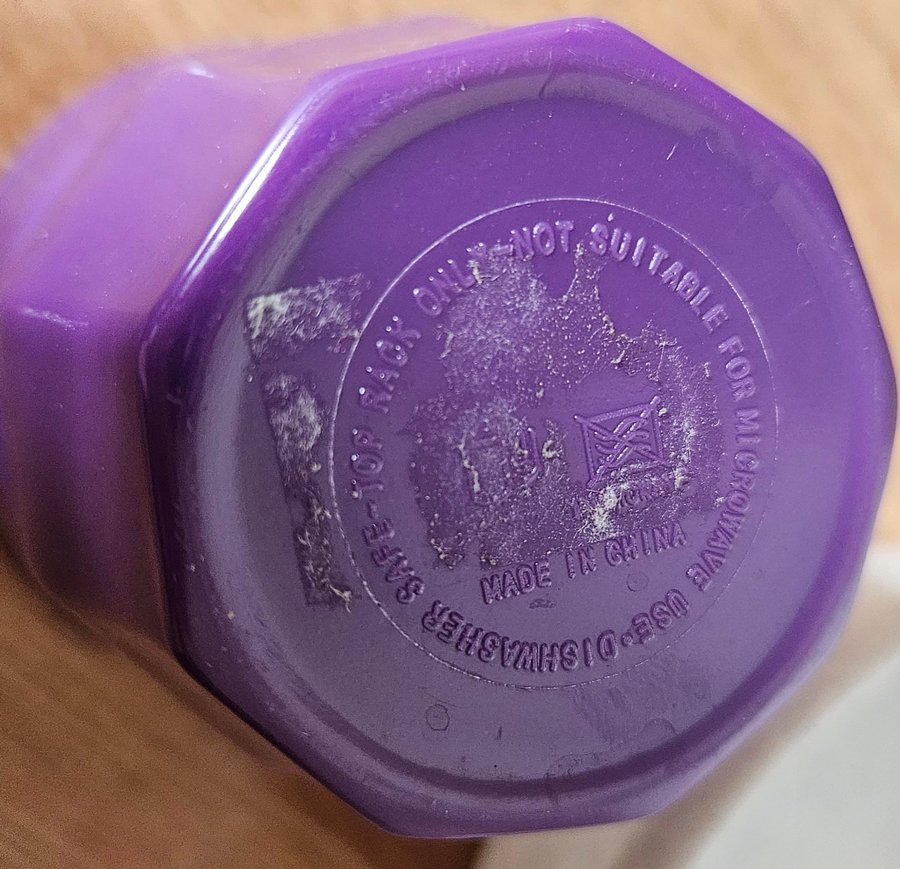 NOT SUITABLE FOR MICROWAVE USE•DISHWASHER SAFE-TOP RACK ONLY
MADE IN CHINA